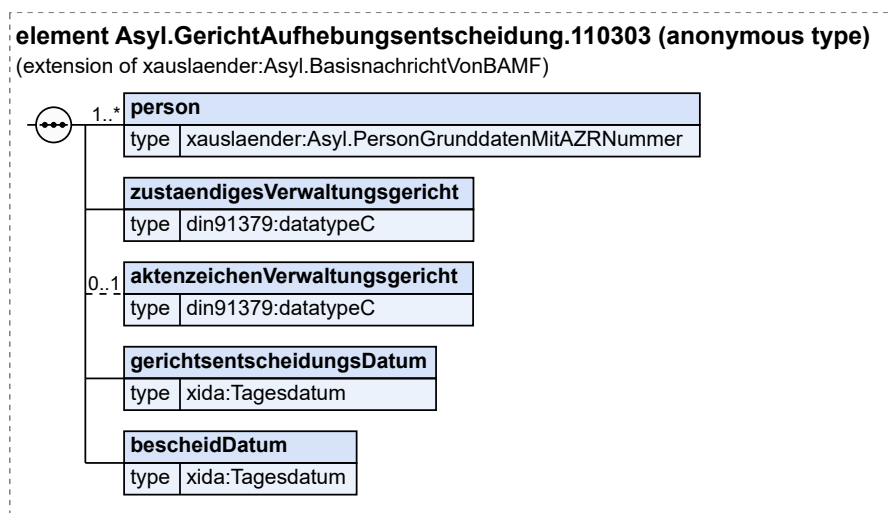 element Asyl.GerichtAufhebungsentscheidung.110303 (anonymous type)
(extension of xauslaender:Asyl.BasisnachrichtVonBAMF)
1..* person
type xauslaender:Asyl.PersonGrunddatenMitAZRNummer
zustaendigesVerwaltungsgericht
type din91379:datatypeC
0..1 aktenzeichenVerwaltungsgericht
type din91379:datatypeC
gerichtsentscheidungsDatum
type xida:Tagesdatum
bescheidDatum
type xida:Tagesdatum